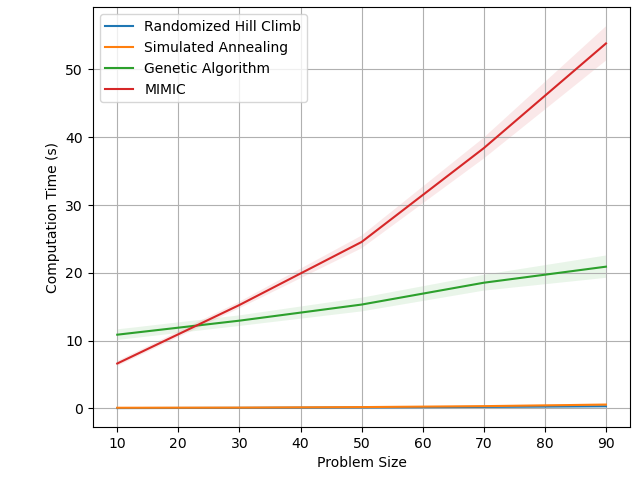 Randomized Hill Climb
Simulated Annealing
Genetic Algorithm
MIMIC
Computation Time (s)
50
40
30
20
10
0
10 20 30 40 50 60 70 80 90
Problem Size